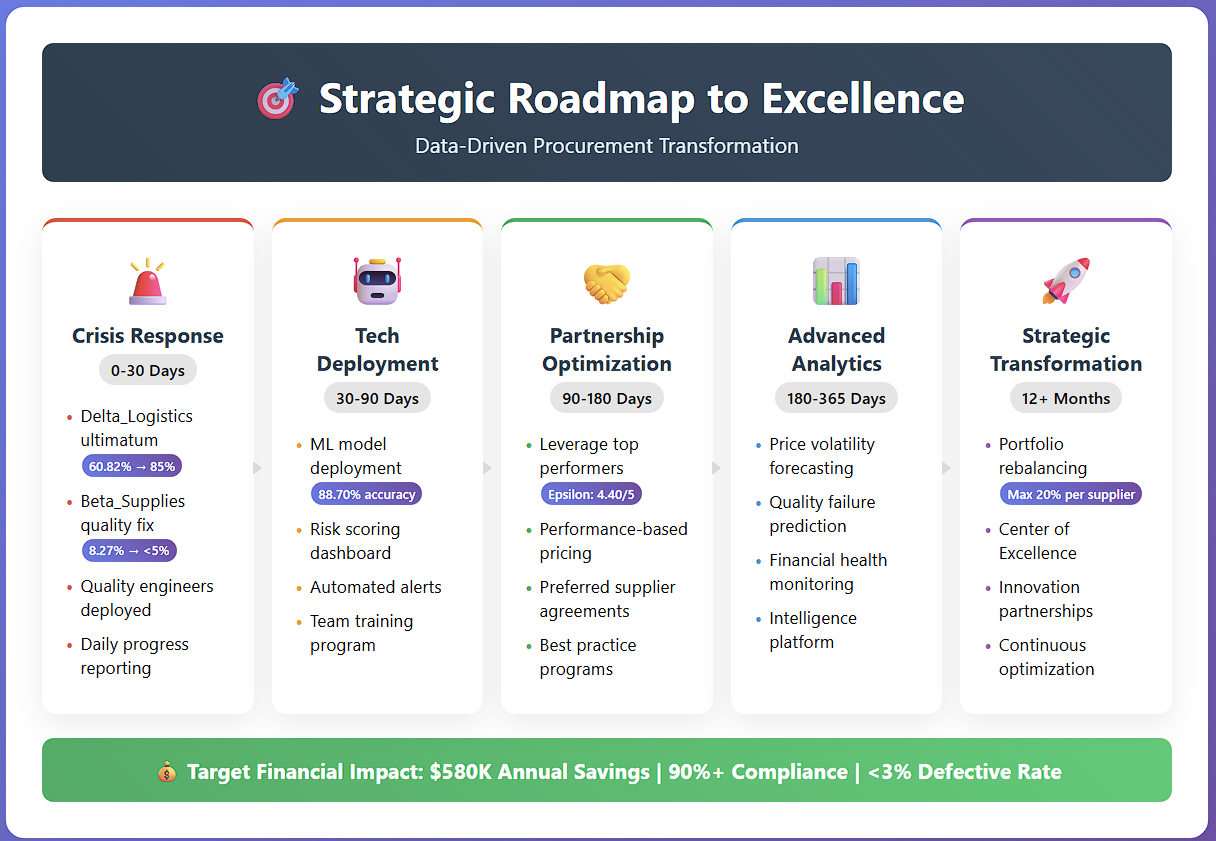 Strategic Roadmap to Excellence
Data-Driven Procurement Transformation
Crisis Response
0-30 Days
Delta_Logistics
ultimatum
60.82% → 85%
Beta_Supplies
quality fix
8.27% → <5%
Quality engineers
deployed
Daily progress
reporting
Tech
Deployment
30-90 Days
ML model
deployment
88.70% accuracy
Risk scoring
dashboard
Automated alerts
Team training
program
Partnership
Optimization
90-180 Days
Leverage top
performers
Epsilon: 4.40/5
Performance-based
pricing
Preferred supplier
agreements
Best practice
programs
Advanced
Analytics
180-365 Days
Price volatility
forecasting
Quality failure
prediction
Financial health
monitoring
Intelligence
platform
Strategic
Transformation
12+ Months
Portfolio
rebalancing
Max 20% per supplier
Center of
Excellence
Innovation
partnerships
Continuous
optimization
Target Financial Impact: $580K Annual Savings | 90%+ Compliance | <3% Defective Rate